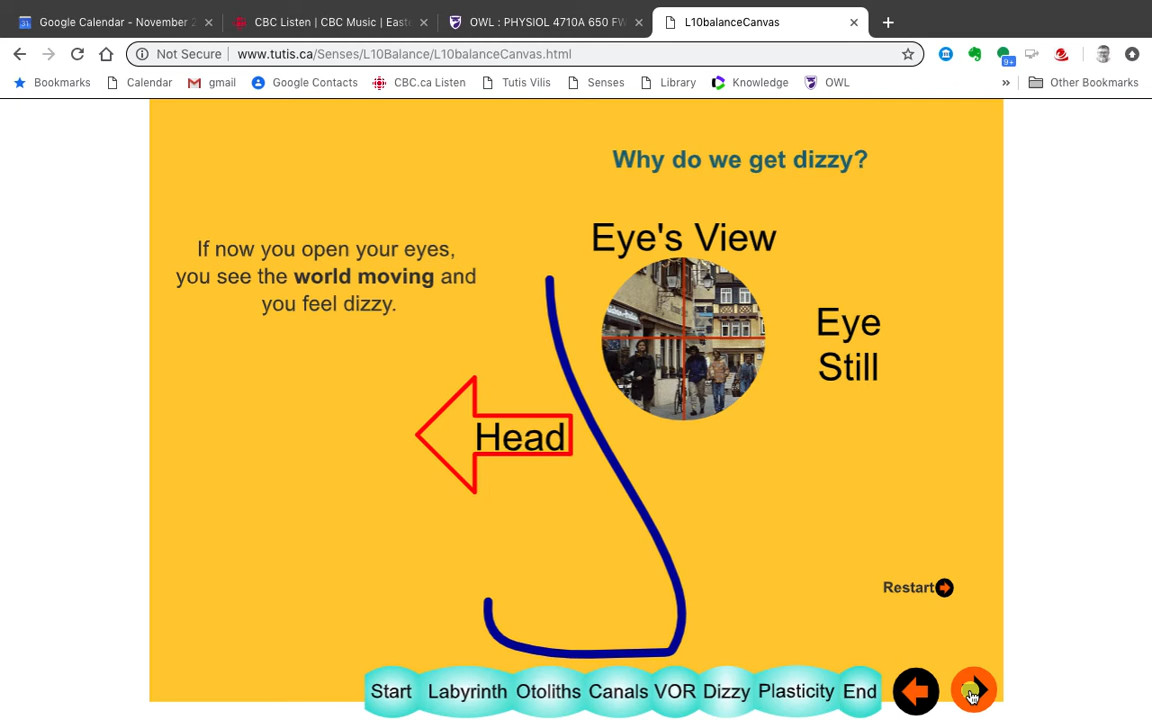 Google Calendar - November 2
CBC Listen | CBC Music | Easte
OWL : PHYSIOL 4710A 650 FW
L10balanceCanvas
Not Secure
www.tutis.ca/Senses/L10Balance/L10balanceCanvas.html
9+
Bookmarks
Calendar
gmail
Google Contacts
CBC.ca Listen
Tutis Vilis
Senses
Library
Knowledge
OWL
»
Other Bookmarks
Why do we get dizzy?
Eye's View
If now you open your eyes,
you see the world moving and
you feel dizzy.
Eye
Still
Head
Restart
Start
Labyrinth
Otoliths
Canals
VOR
Dizzy
Plasticity
End